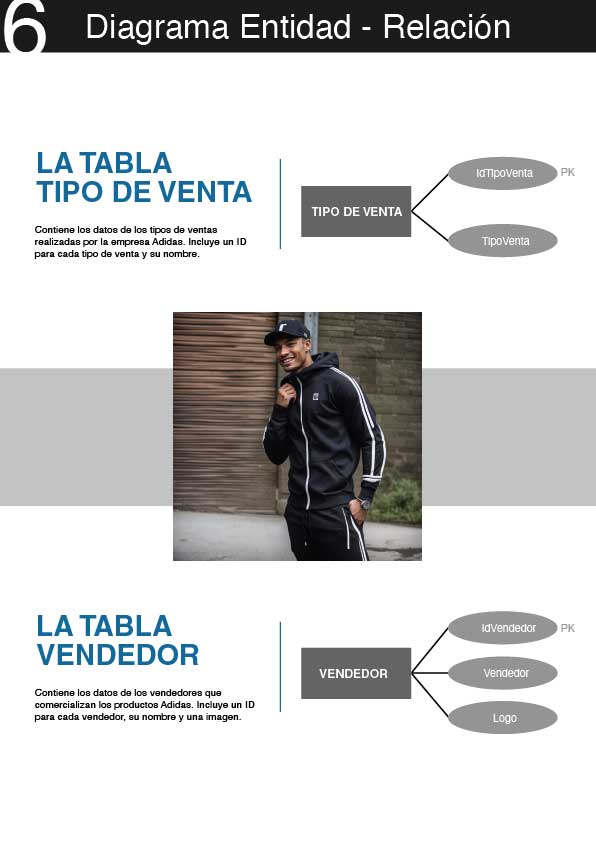 6
Diagrama Entidad - Relación
LA TABLA
TIPO DE VENTA
Contiene los datos de los tipos de ventas
realizadas por la empresa Adidas. Incluye un ID
para cada tipo de venta y su nombre.
TIPO DE VENTA
IdTIpoVenta
PK
TipoVenta
LA TABLA
VENDEDOR
Contiene los datos de los vendedores que
comercializan los productos Adidas. Incluye un ID
para cada vendedor, su nombre y una imagen.
VENDEDOR
IdVendedor
PK
Vendedor
Logo